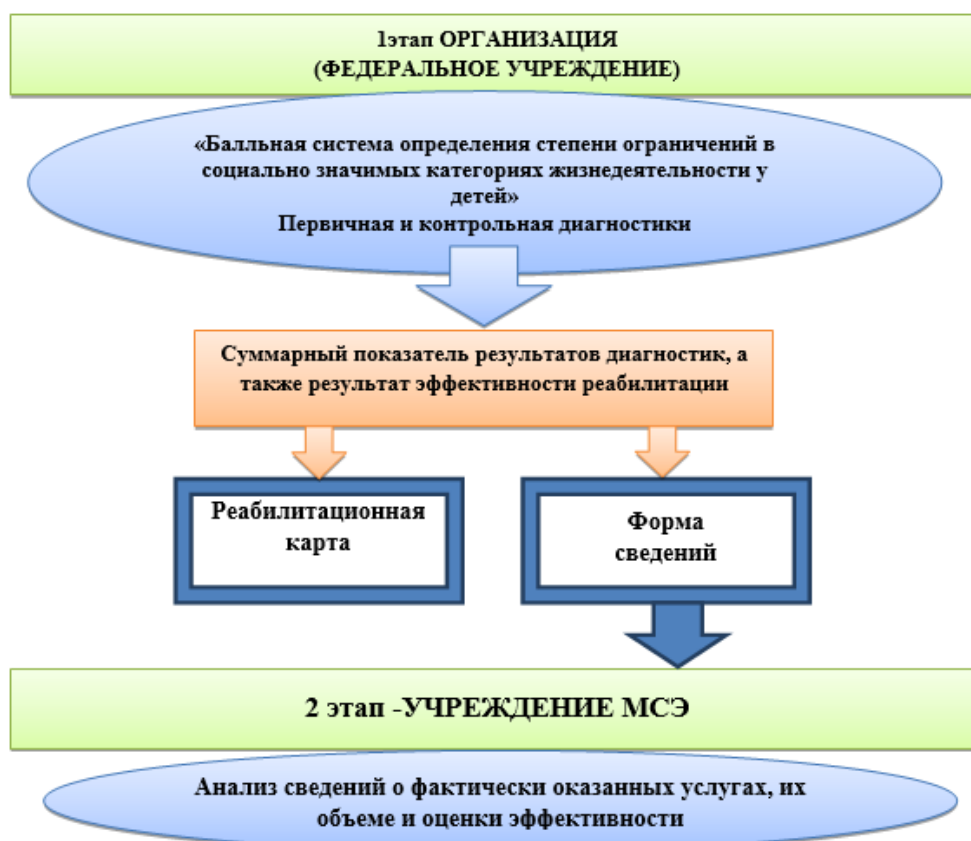 1этап ОРГАНИЗАЦИЯ
(ФЕДЕРАЛЬНОЕ УЧРЕЖДЕНИЕ)
«Балльная система определения степени ограничений в
социально значимых категориях жизнедеятельности у
детей»
Первичная и контрольная диагностики
Суммарный показатель результатов диагностик, а
также результат эффективности реабилитации
Реабилитационная
карта
Форма
сведений
2 этап -УЧРЕЖДЕНИЕ МСЭ
Анализ сведений о фактически оказанных услугах, их
объеме и оценки эффективности